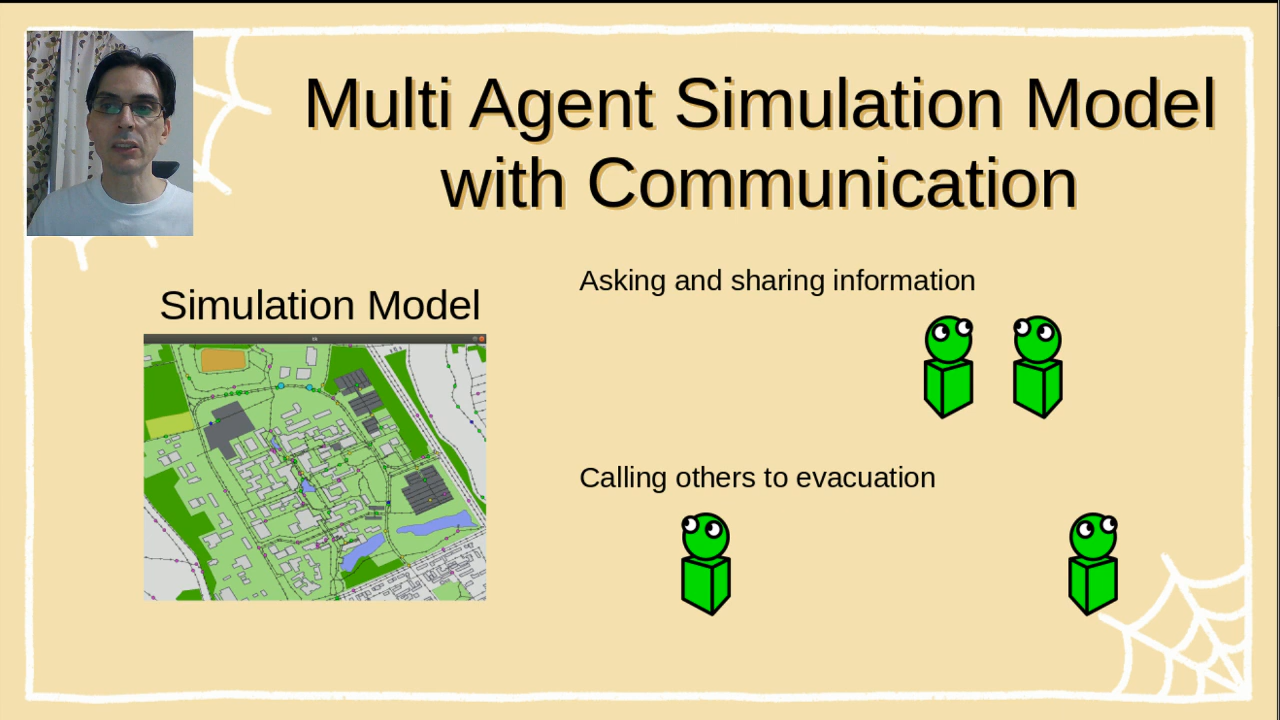 Multi Agent Simulation Model
with Communication
Simulation Model
Asking and sharing information
Calling others to evacuation